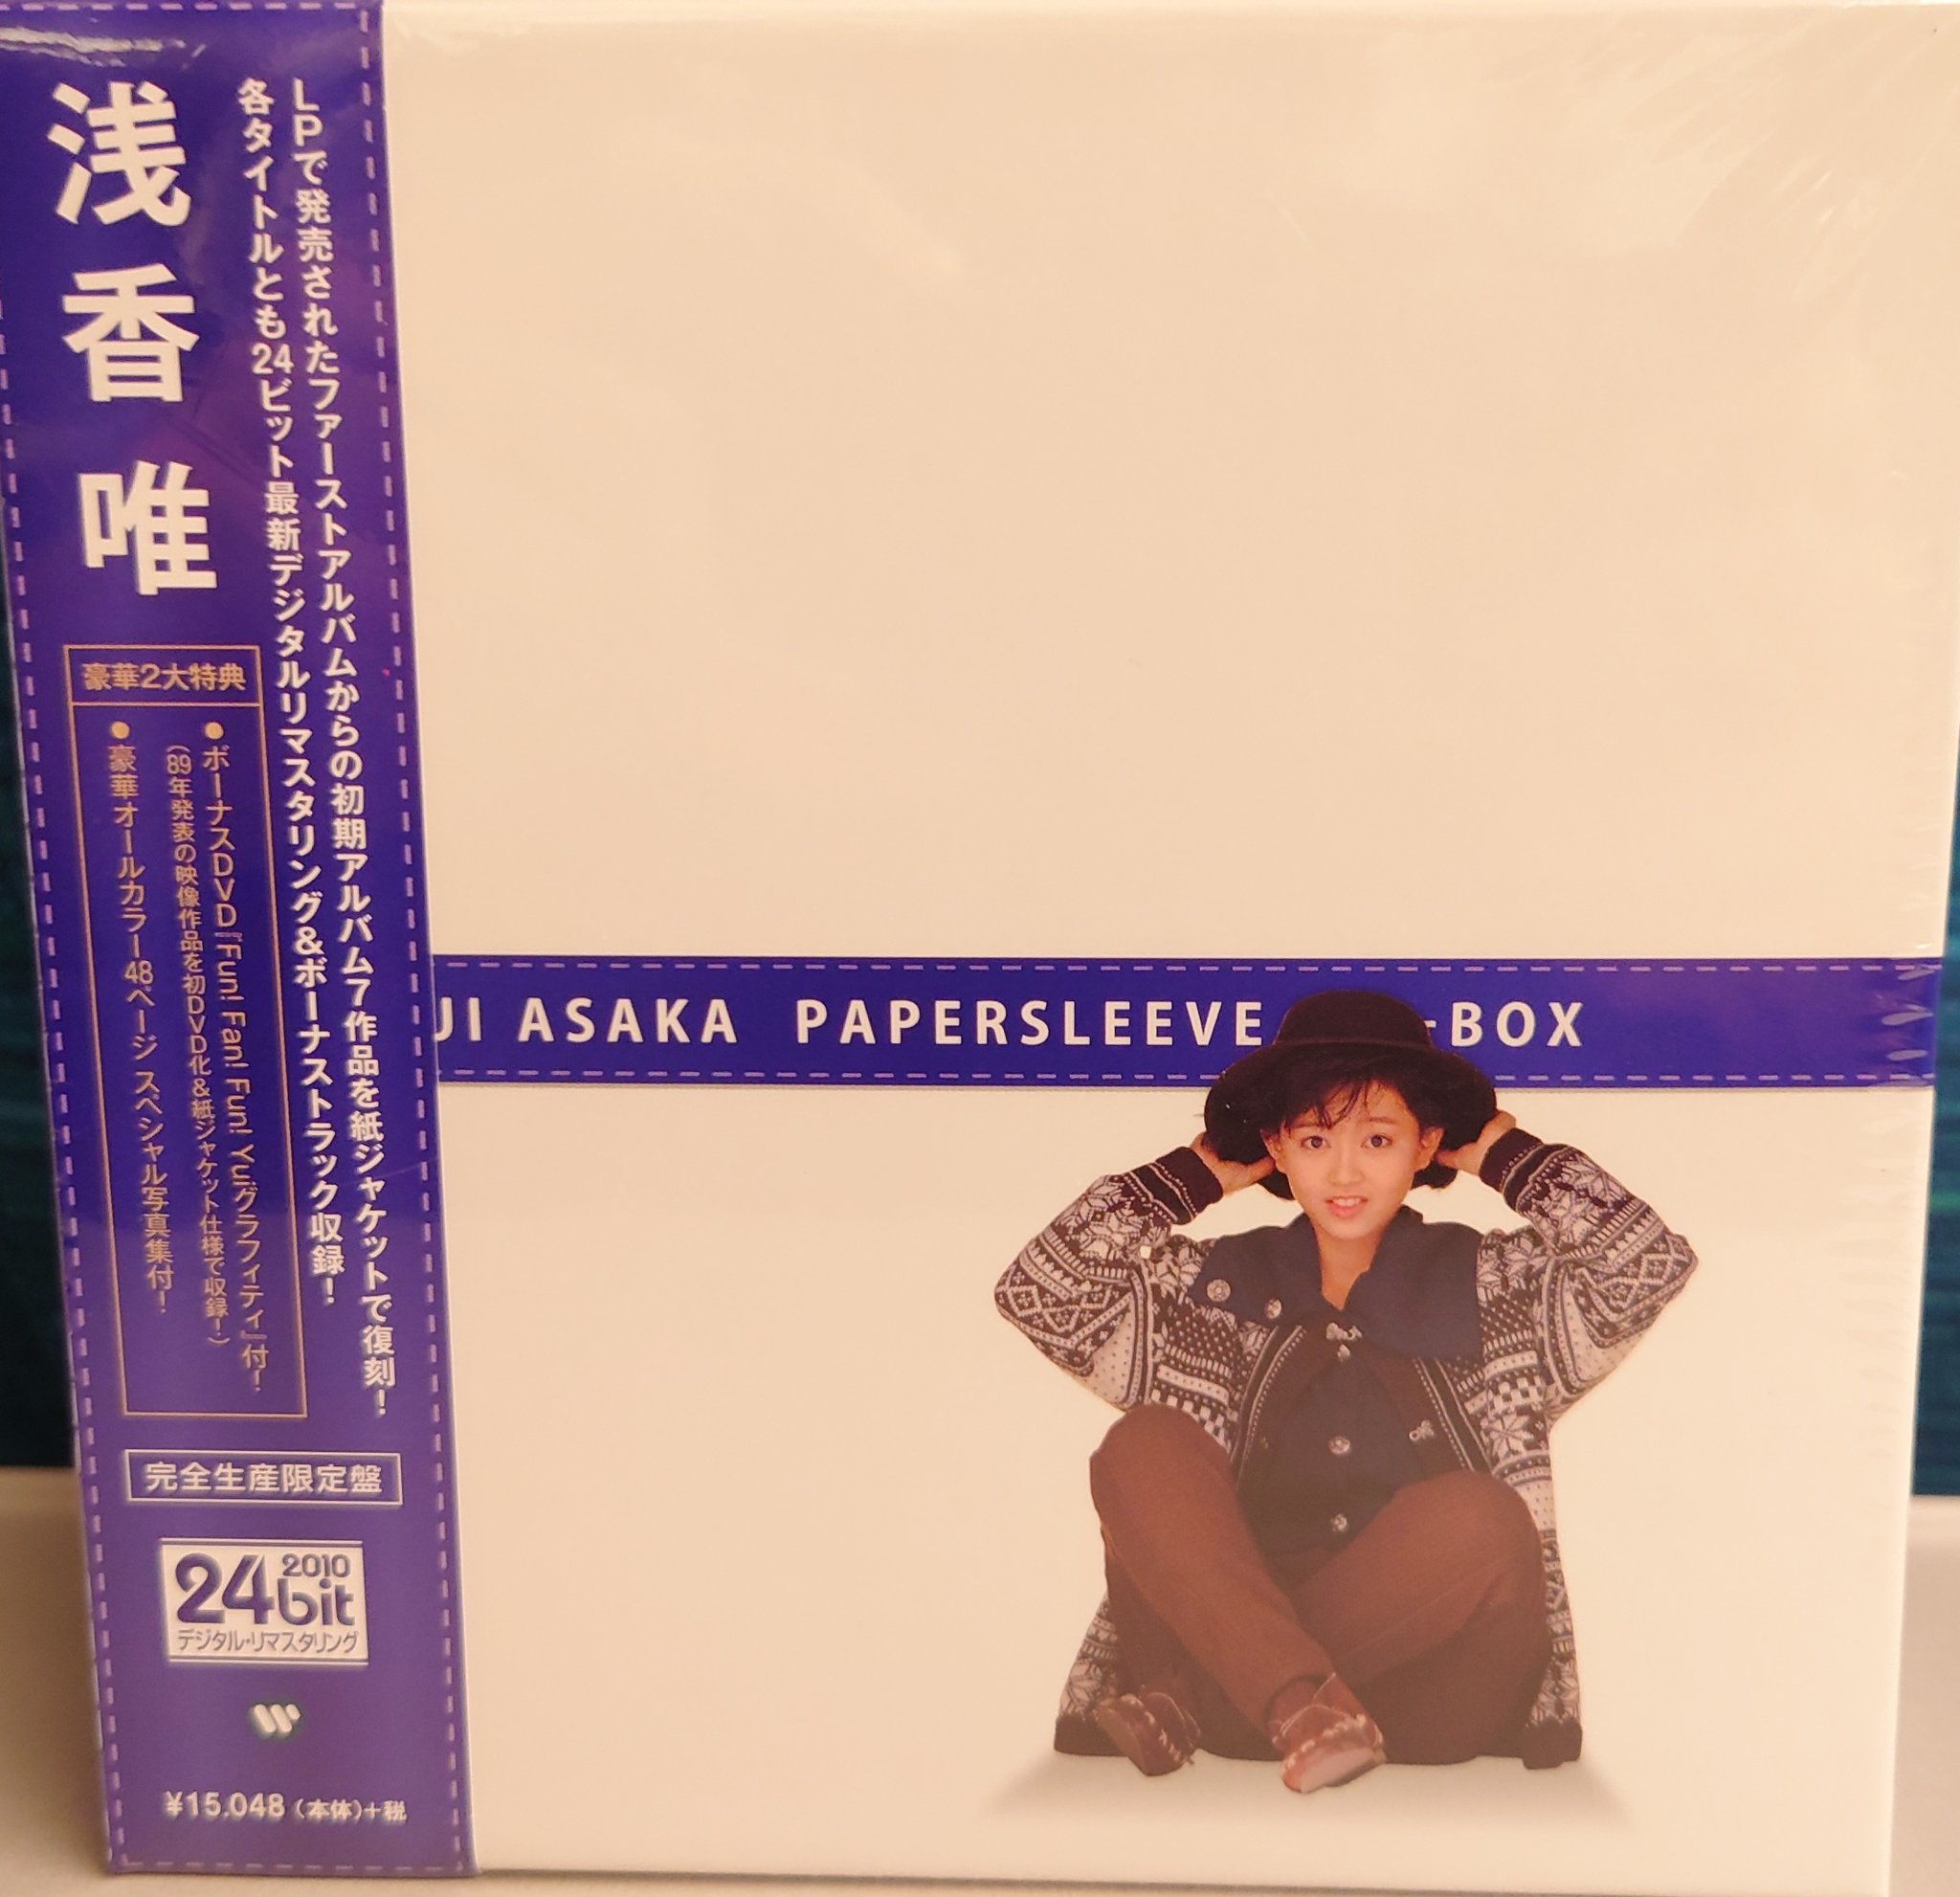 浅香唯
LPで発売されたファーストアルバムからの初期アルバム7作品を紙ジャケットで復刻!
各タイトルとも24ビット最新デジタルリマスタリング&ボーナストラック収録!
豪華2大特典
●ボーナスDVD『Fun! Fan! Fun! Yuiグラフィティ』付!
(89年発表の映像作品を初DVD化&紙ジャケット仕様で収録!)
●豪華オールカラー48ページ スペシャル写真集付!
完全生産限定盤
2010
24bit
デジタル・リマスタリング
¥15,048(本体)+税
UI ASAKA PAPERSLEEVE -BOX